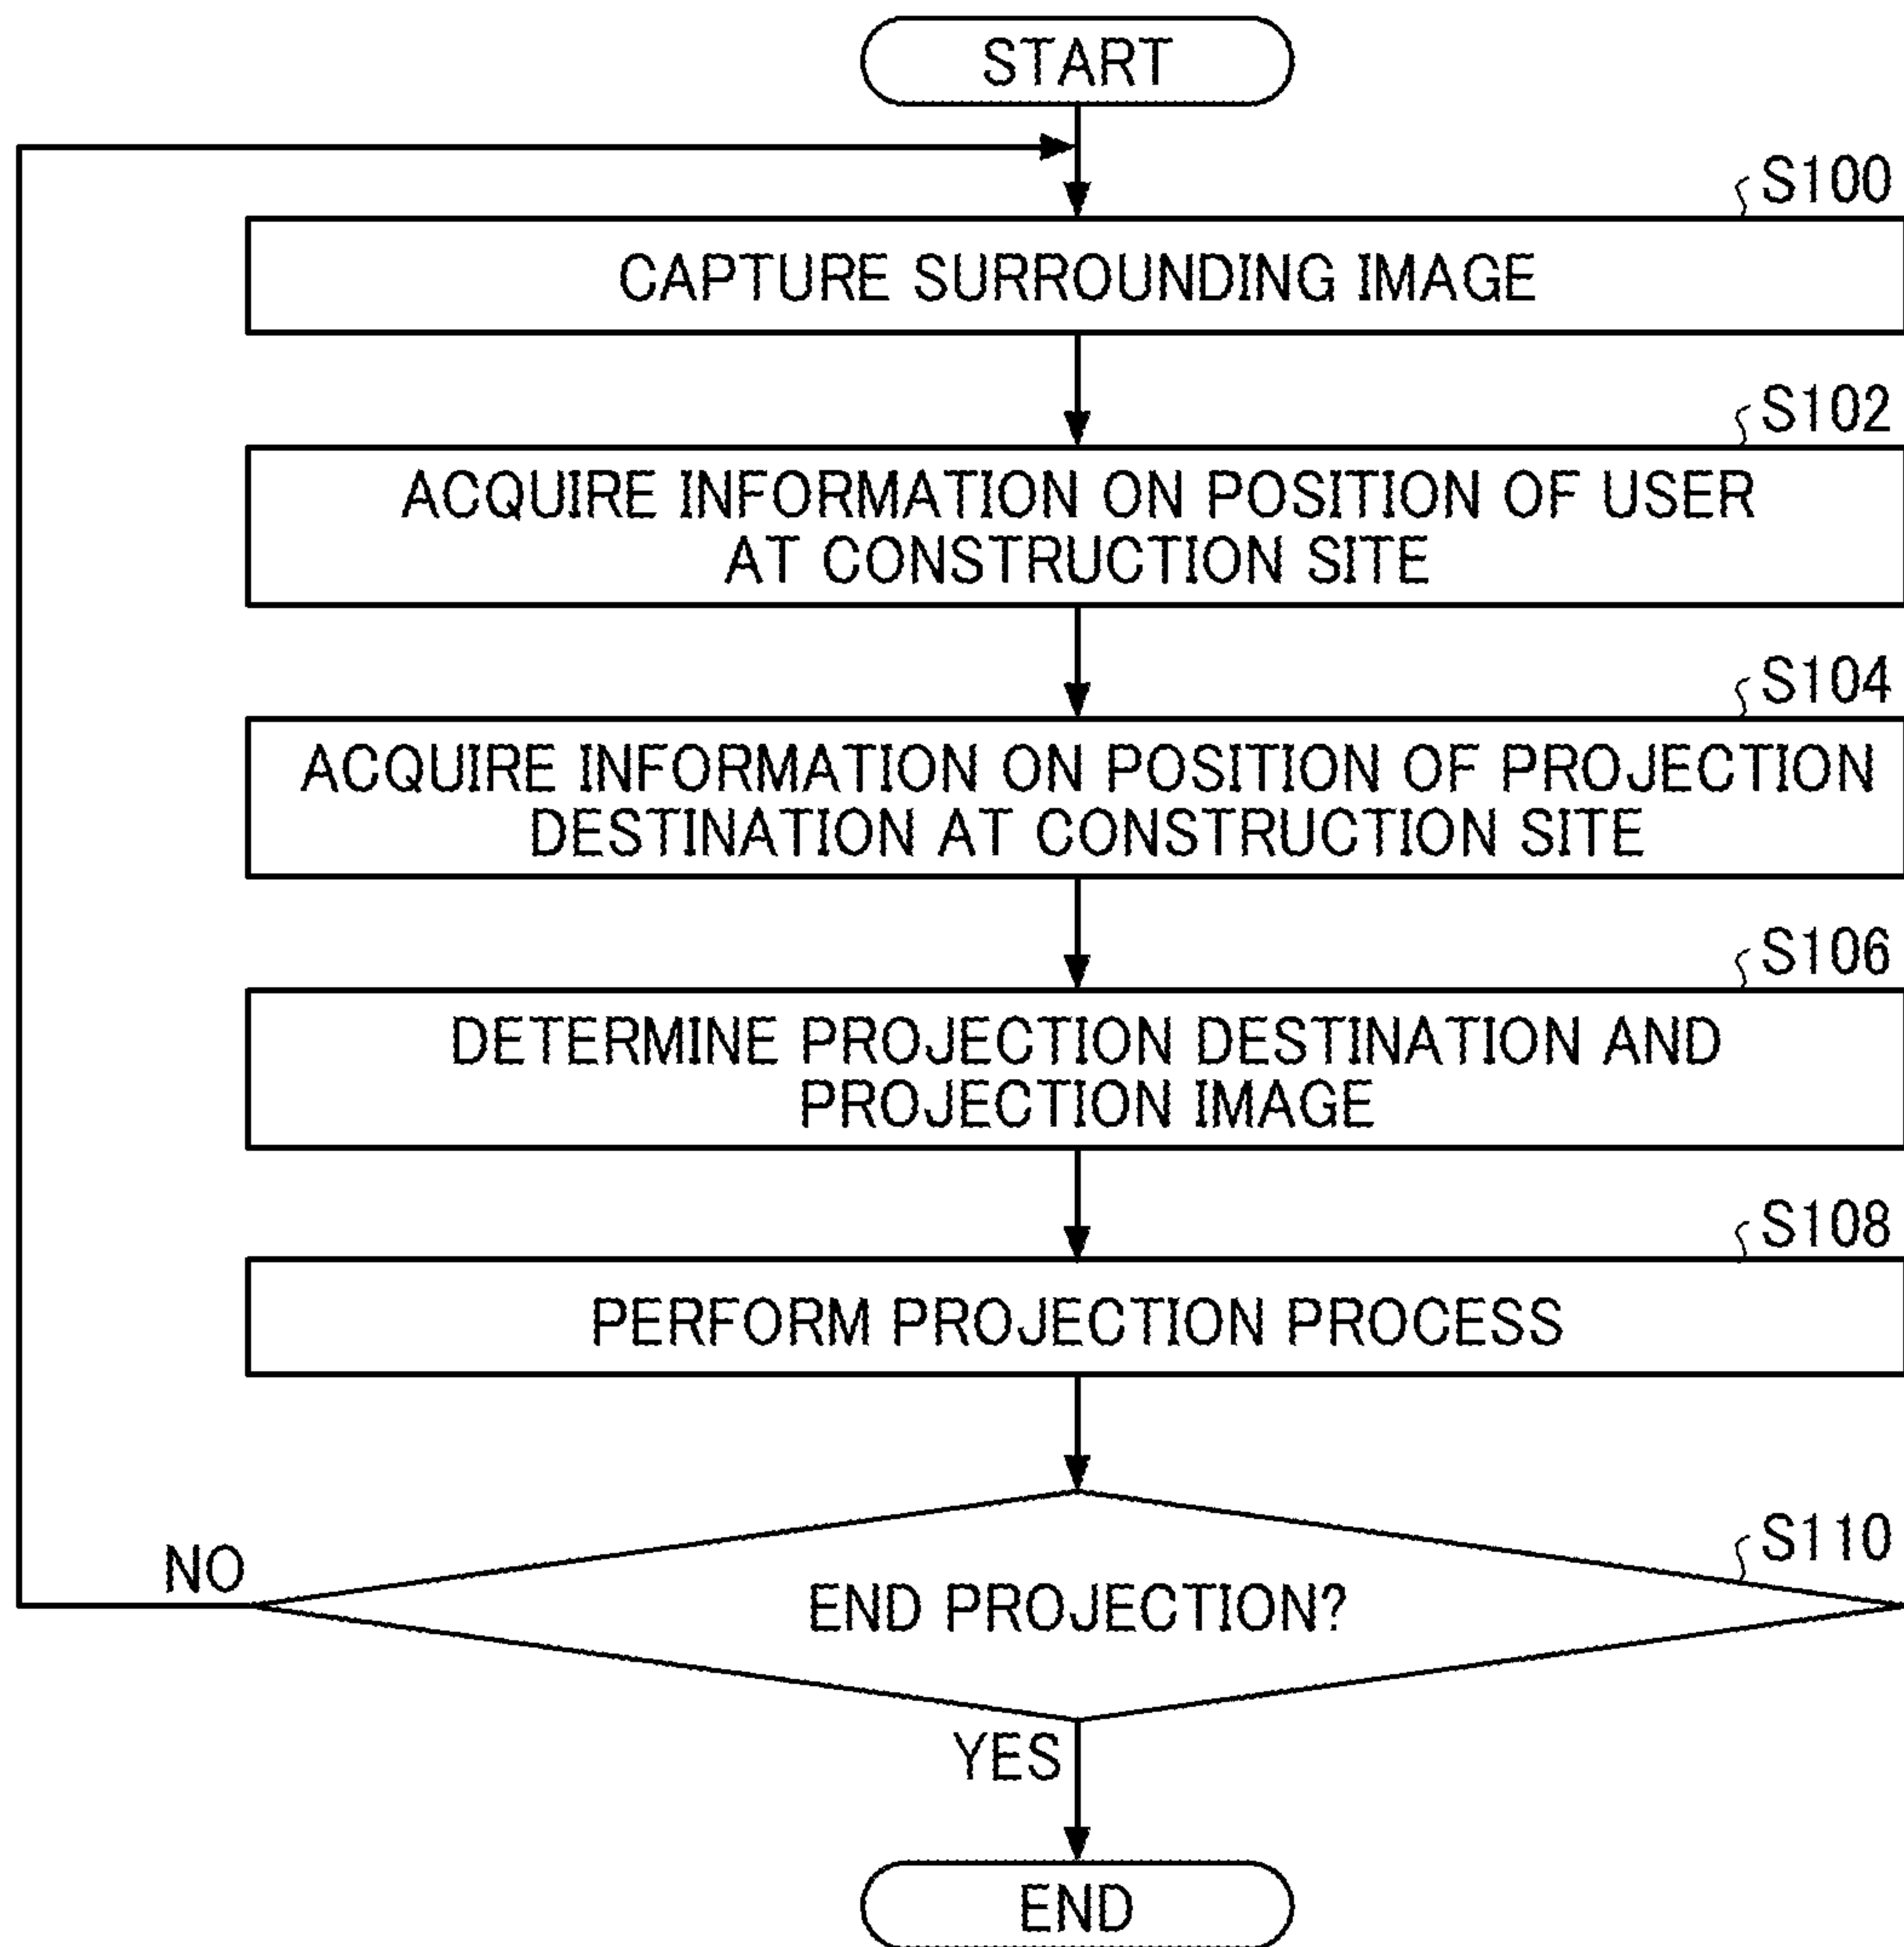 START
S100
CAPTURE SURROUNDING IMAGE
S102
ACQUIRE INFORMATION ON POSITION OF USER
AT CONSTRUCTION SITE
S104
ACQUIRE INFORMATION ON POSITION OF PROJECTION
DESTINATION AT CONSTRUCTION SITE
S106
DETERMINE PROJECTION DESTINATION AND
PROJECTION IMAGE
S108
PERFORM PROJECTION PROCESS
S110
NO
END PROJECTION?
YES
END